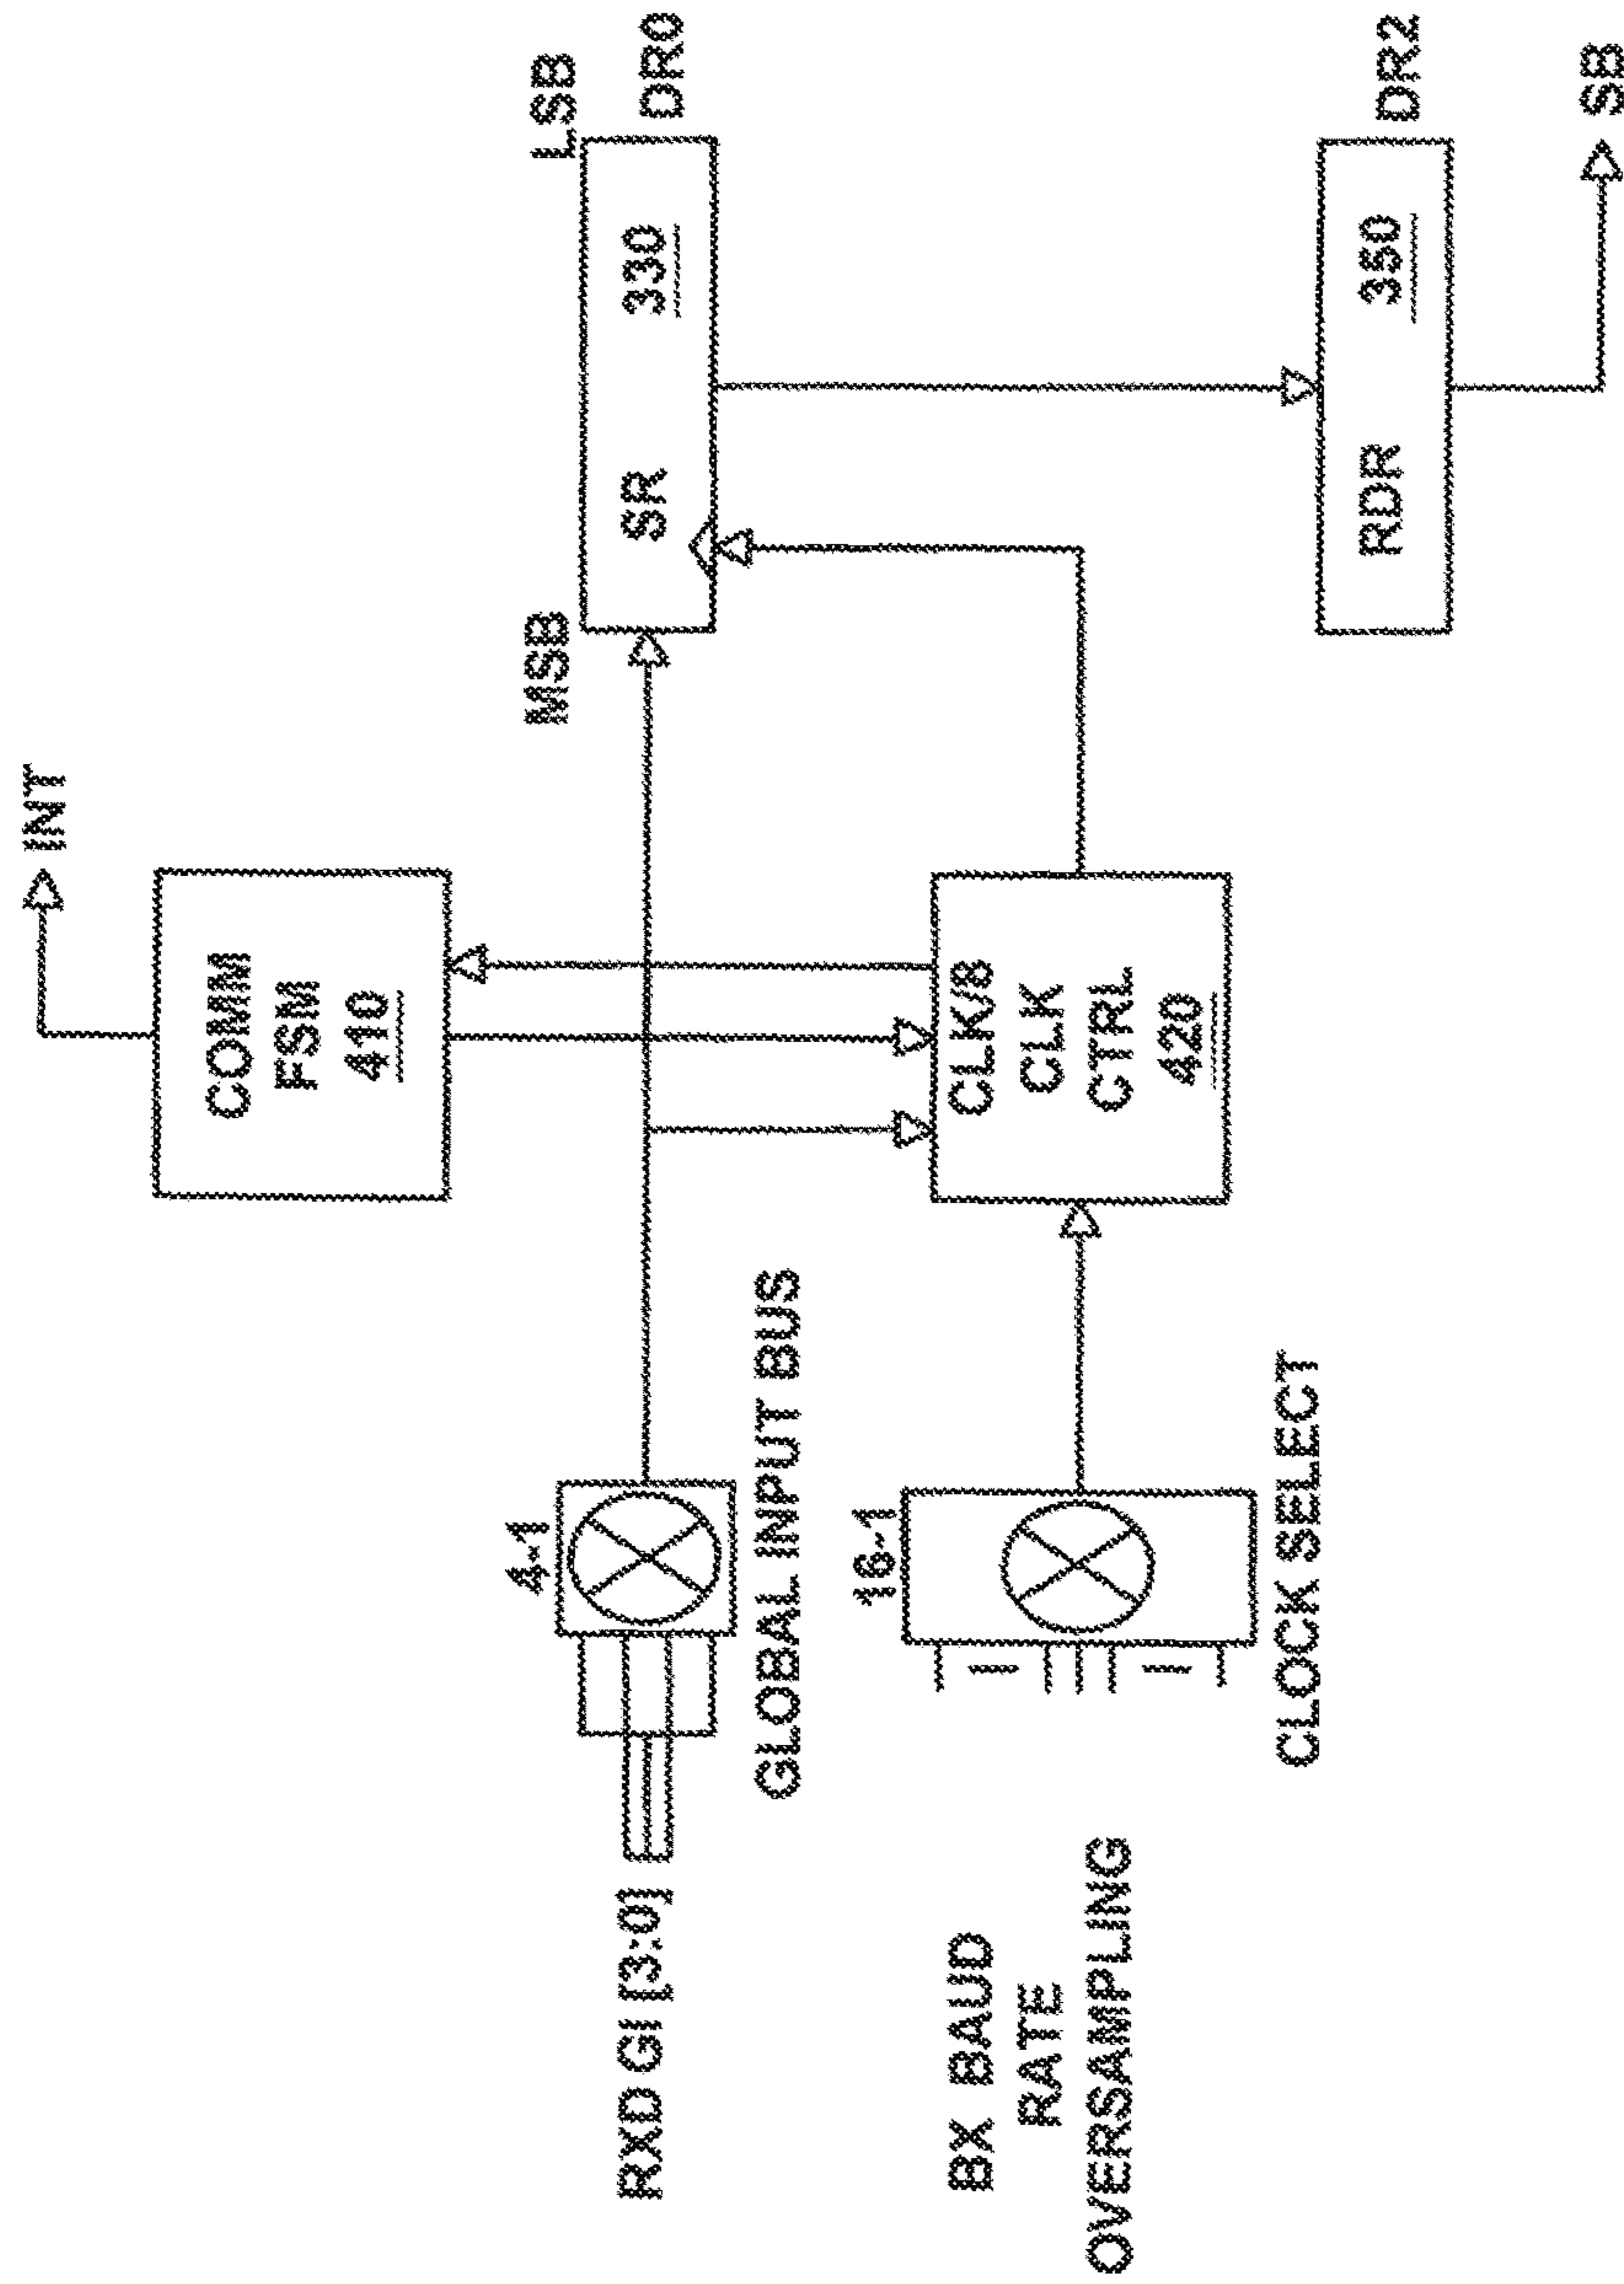 INT
COMM
FSM
410
MSB
LSB
SR 330
DR0
4-1
RXD GI [3:0]
GLOBAL INPUT BUS
16-1
BX BAUD
RATE
OVERSAMPLING
CLK/8
CLK
CTRL
420
CLOCK SELECT
RDR 350
DR2
SB